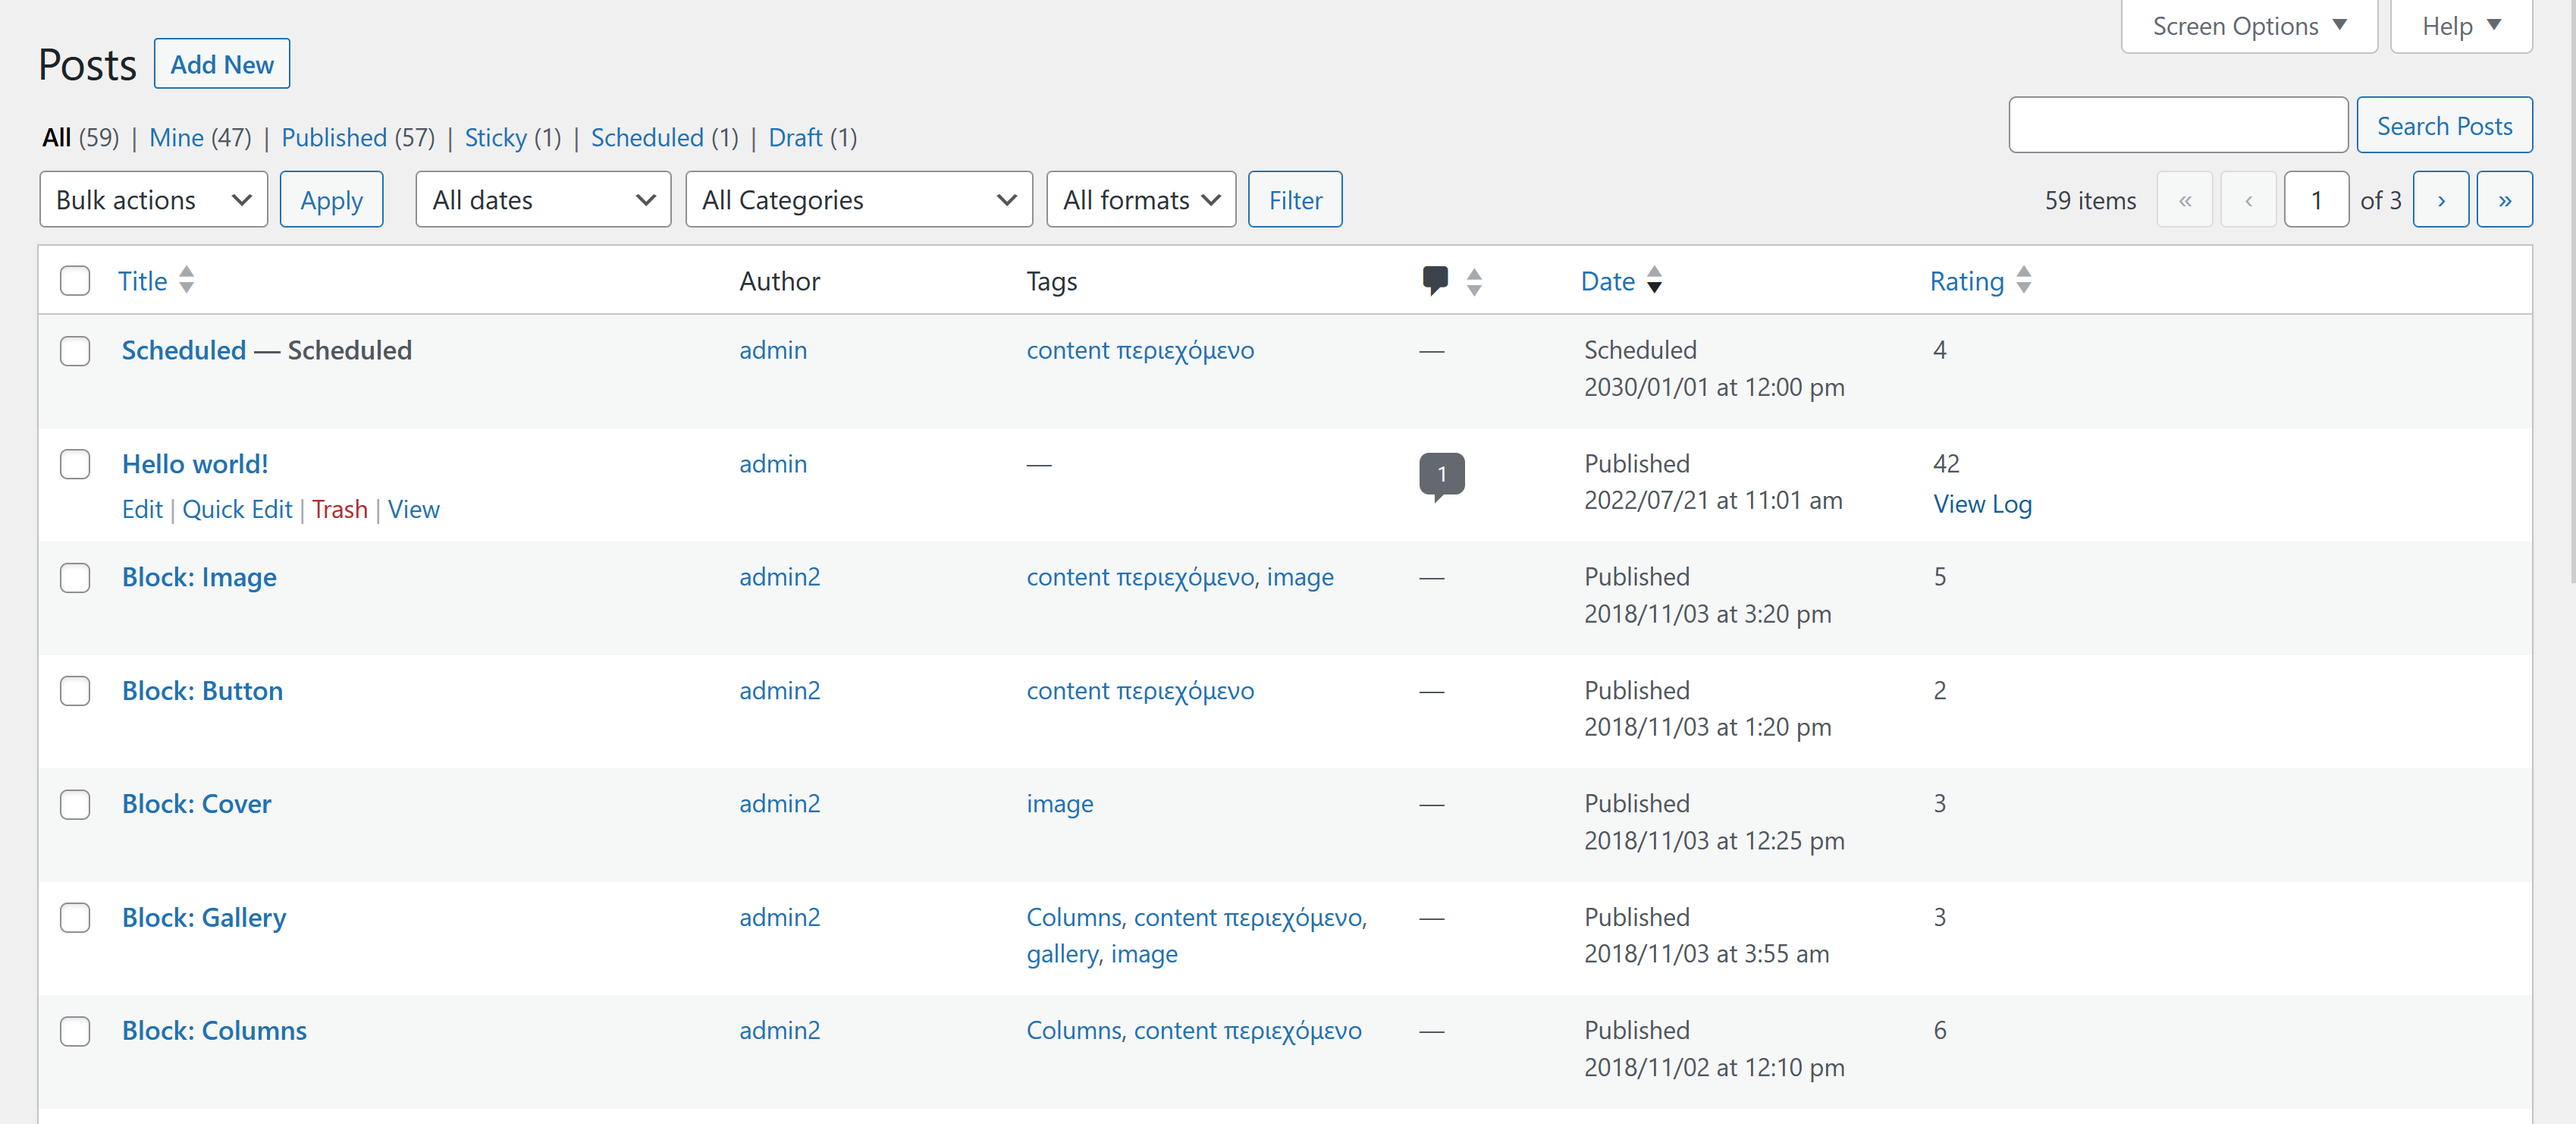 Screen Options ▼ Help ▼
Posts Add New
Search Posts
All (59) | Mine (47) | Published (57) | Sticky (1) | Scheduled (1) | Draft (1)
Bulk actions Apply All dates All Categories All formats Filter 59 items « ‹ 1 of 3 › »
Title Author Tags Date Rating
Scheduled — Scheduled admin content περιεχόμενο — Scheduled 4
2030/01/01 at 12:00 pm
Hello world! admin — 1 Published 42
Edit | Quick Edit | Trash | View 2022/07/21 at 11:01 am View Log
Block: Image admin2 content περιεχόμενο, image — Published 5
2018/11/03 at 3:20 pm
Block: Button admin2 content περιεχόμενο — Published 2
2018/11/03 at 1:20 pm
Block: Cover admin2 image — Published 3
2018/11/03 at 12:25 pm
Block: Gallery admin2 Columns, content περιεχόμενο, — Published 3
gallery, image 2018/11/03 at 3:55 am
Block: Columns admin2 Columns, content περιεχόμενο — Published 6
2018/11/02 at 12:10 pm